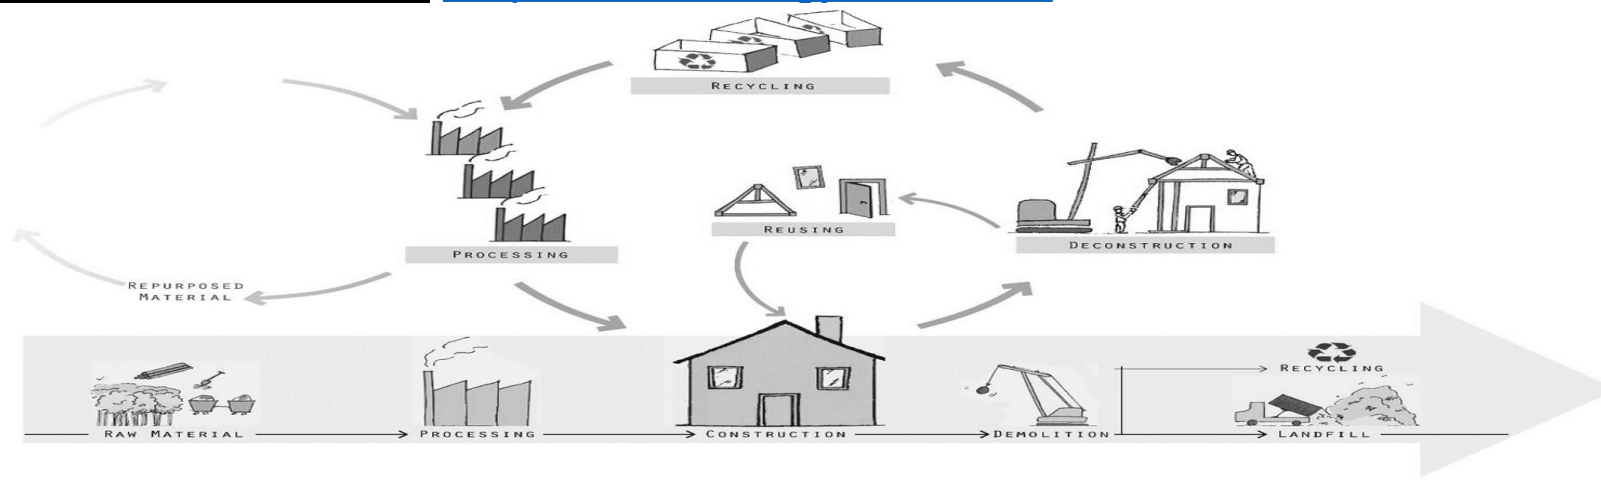 RECYCLING
REUSING
DECONSTRUCTION
PROCESSING
REPURPOSED
MATERIAL
RECYCLING
RAW MATERIAL
PROCESSING
CONSTRUCTION
DEMOLITION
LANDFILL